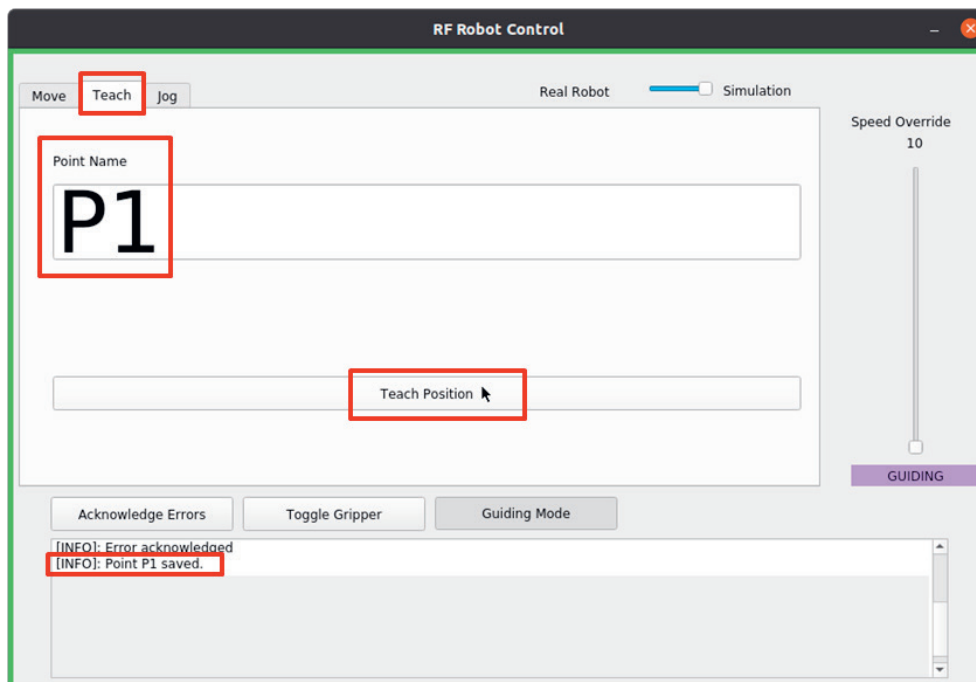 RF Robot Control
Move Teach Jog
Real Robot Simulation
Speed Override
10
Point Name
P1
Teach Position
GUIDING
Acknowledge Errors Toggle Gripper Guiding Mode
[INFO]: Error acknowledged
[INFO]: Point P1 saved.